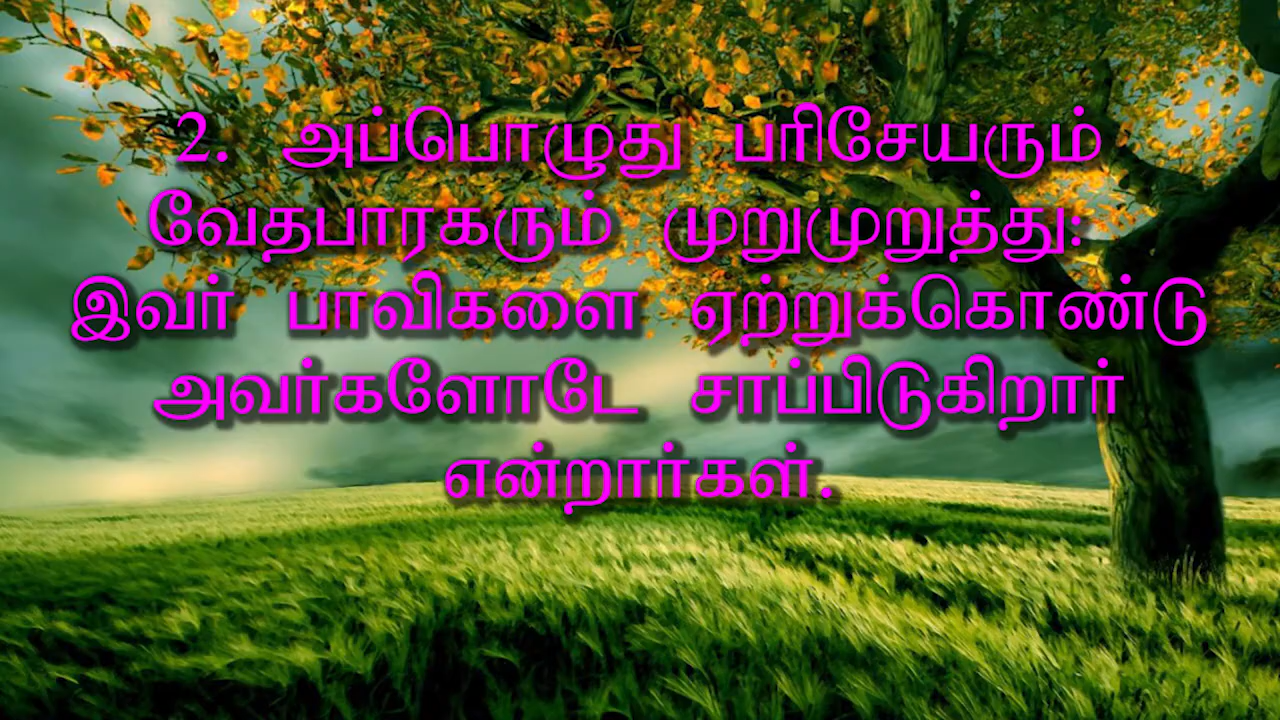 2. அப்பொழுது பரிசேயரும்
வேதபாரகரும் முறுமுறுத்து:
இவர் பாவிகளை ஏற்றுக்கொண்டு
அவர்களோடே சாப்பிடுகிறார்
என்றார்கள்.